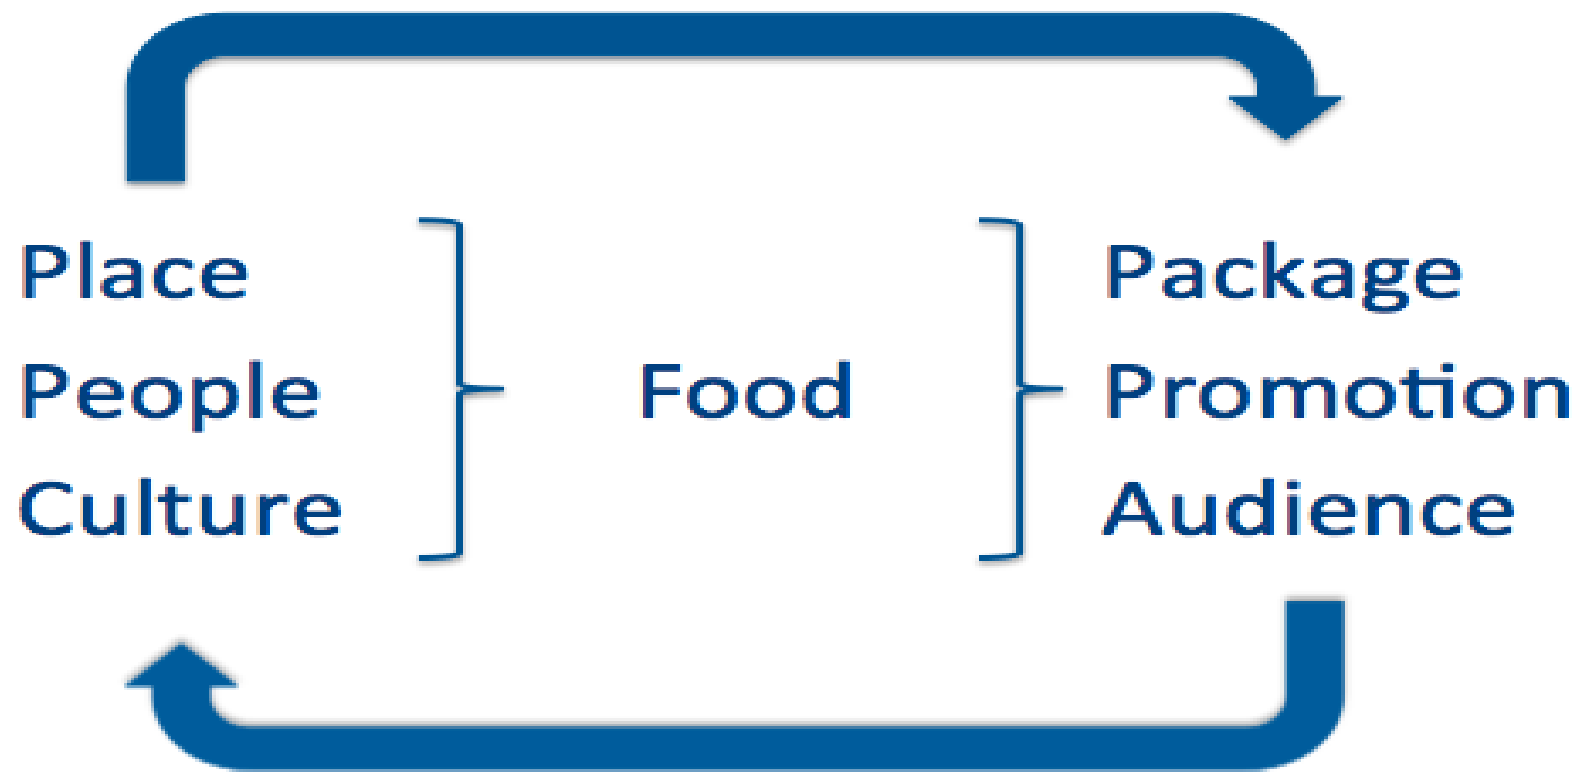 Place
People
Culture
Food
Package
Promotion
Audience